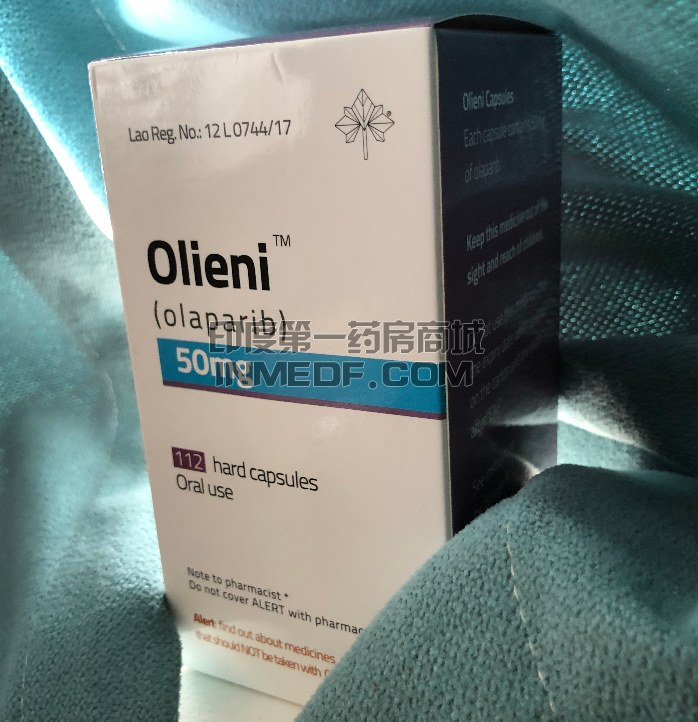 Lao Reg. No.: 12 L 0744/17
Olieni™
(olaparib)
50mg
112 hard capsules
Oral use
Note to pharmacist *
Do not cover ALERT with pharmac
Alert: find out about medicines
that should NOT be taken with
印度第一药房商城
INMEDF.COM
Olieni Capsules
Each capsule contains 50mg
of olaparib.
Keep this medicine out of the
sight and reach of children.